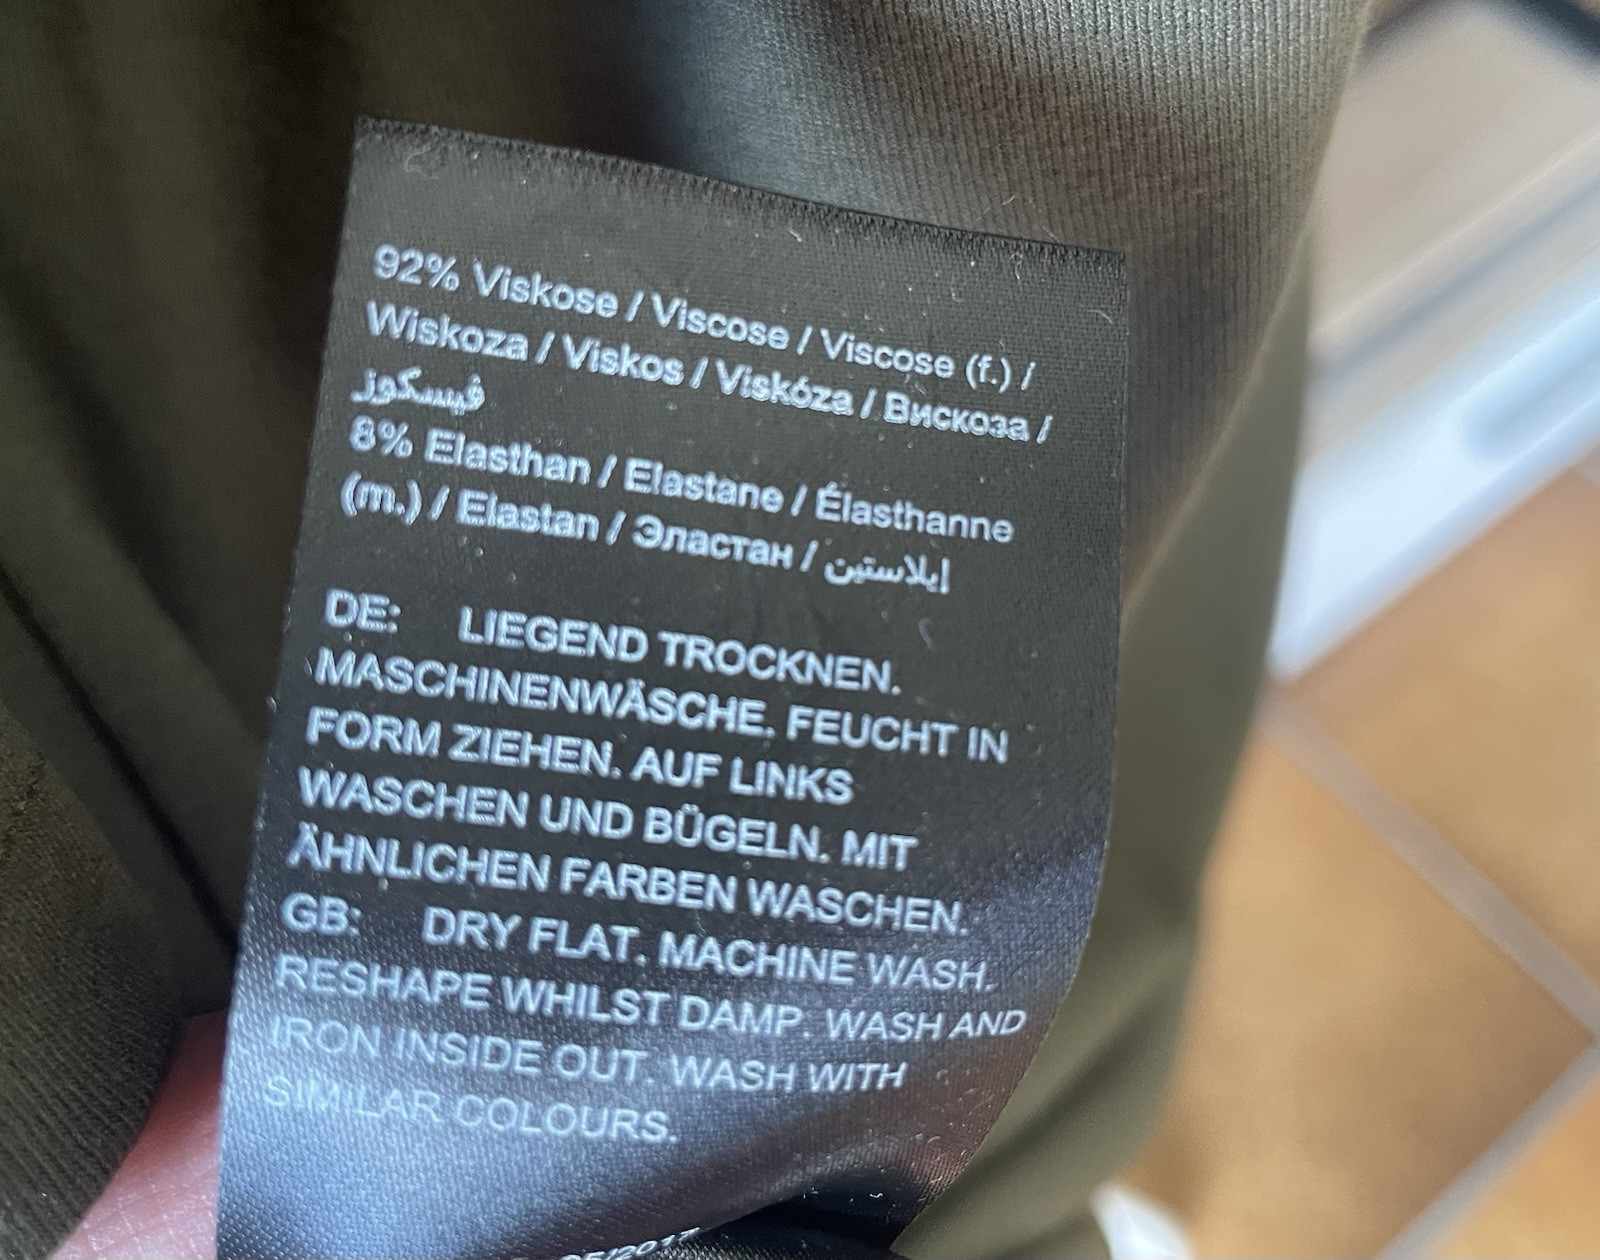 92% Viskose / Viscose / Viscose (f.) /
Wiskoza / Viskos / Viskóza / Вискоза /
فيسكوز
8% Elasthan / Elastane / Élasthanne
(m.) / Elastan / Эластан / إيلاستين
DE: LIEGEND TROCKNEN.
MASCHINENWÄSCHE. FEUCHT IN
FORM ZIEHEN. AUF LINKS
WASCHEN UND BÜGELN. MIT
ÄHNLICHEN FARBEN WASCHEN.
GB: DRY FLAT. MACHINE WASH.
RESHAPE WHILST DAMP. WASH AND
IRON INSIDE OUT. WASH WITH
SIMILAR COLOURS.
05/2017